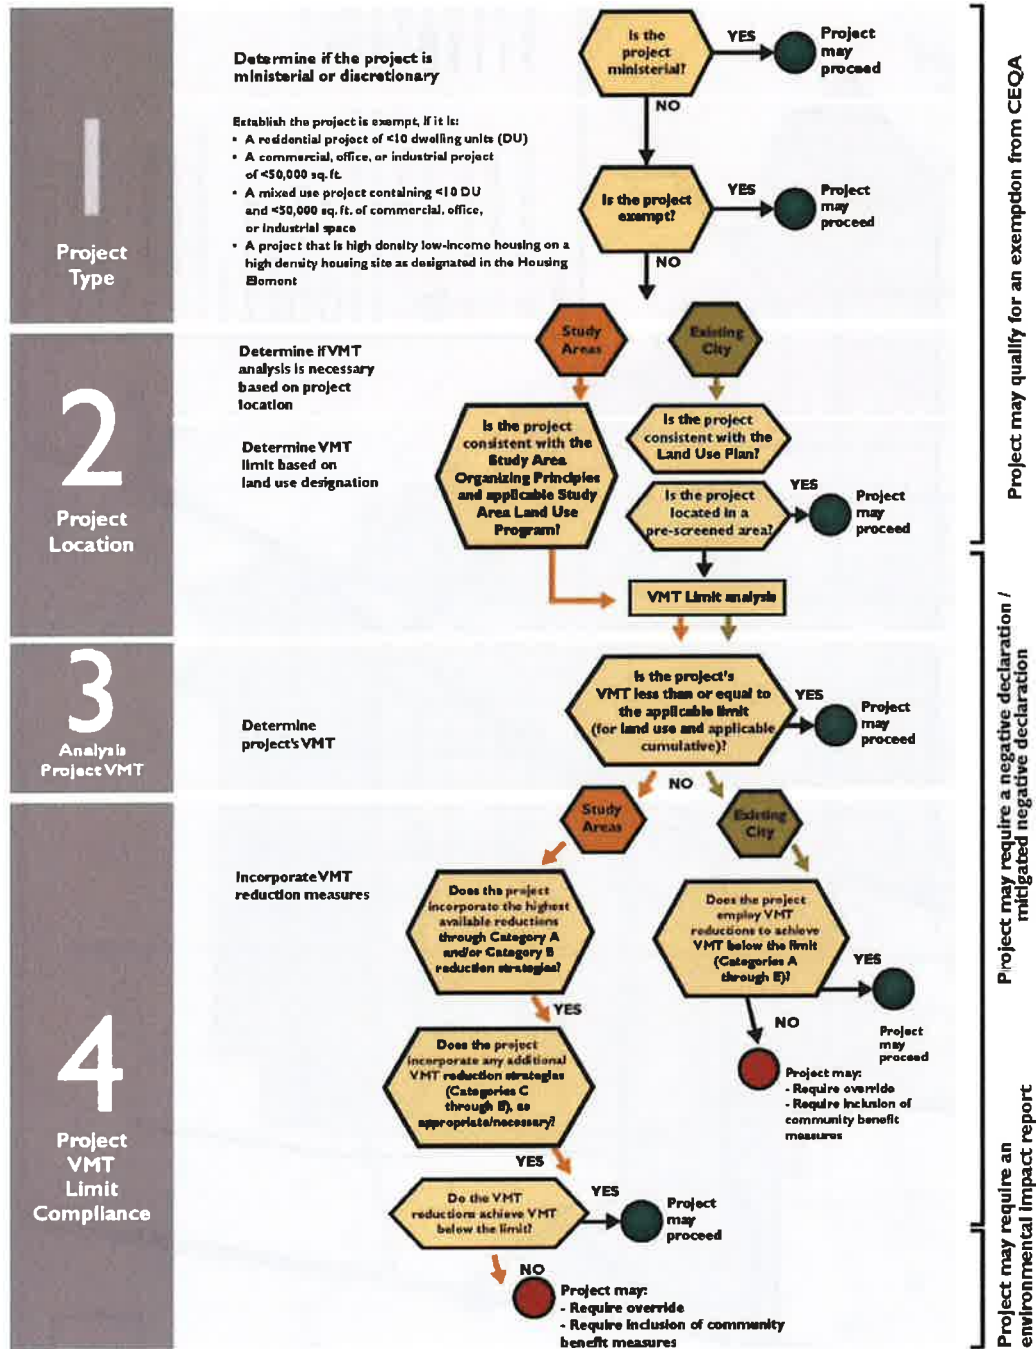 1
Project
Type
Determine if the project is
ministerial or discretionary
Establish the project is exempt, if it is:
• A residential project of <10 dwelling units (DU)
• A commercial, office, or industrial project
of <50,000 sq. ft.
• A mixed use project containing <10 DU
and <50,000 sq. ft. of commercial, office,
or industrial space
• A project that is high density low-income housing on a
high density housing site as designated in the Housing
Element
Is the
project
ministerial?
YES
Project
may
proceed
NO
Is the project
exempt?
YES
Project
may
proceed
NO
2
Project
Location
Determine if VMT
analysis is necessary
based on project
location
Determine VMT
limit based on
land use designation
Study
Areas
Existing
City
Is the project
consistent with the
Study Area
Organizing Principles
and applicable Study
Area Land Use
Program?
Is the project
consistent with the
Land Use Plan?
Is the project
located in a
pre-screened area?
YES
Project
may
proceed
VMT Limit analysis
3
Analysis
Project VMT
Determine
project's VMT
Is the project's
VMT less than or equal to
the applicable limit
(for land use and applicable
cumulative)?
YES
Project
may
proceed
NO
4
Project
VMT
Limit
Compliance
Incorporate VMT
reduction measures
Study
Areas
Existing
City
Does the project
incorporate the highest
available reductions
through Category A
and/or Category B
reduction strategies?
YES
Does the project
incorporate any additional
VMT reduction strategies
(Categories C
through E), as
appropriate/necessary?
YES
Do the VMT
reductions achieve VMT
below the limit?
YES
Project
may
proceed
NO
Project may:
- Require override
- Require inclusion of community
benefit measures
Does the project
employ VMT
reductions to achieve
VMT below the limit
(Categories A
through E)?
YES
Project
may
proceed
NO
Project may:
- Require override
- Require inclusion of
community benefit
measures
Project may qualify for an exemption from CEQA
Project may require a negative declaration /
mitigated negative declaration
Project may require an
environmental impact report